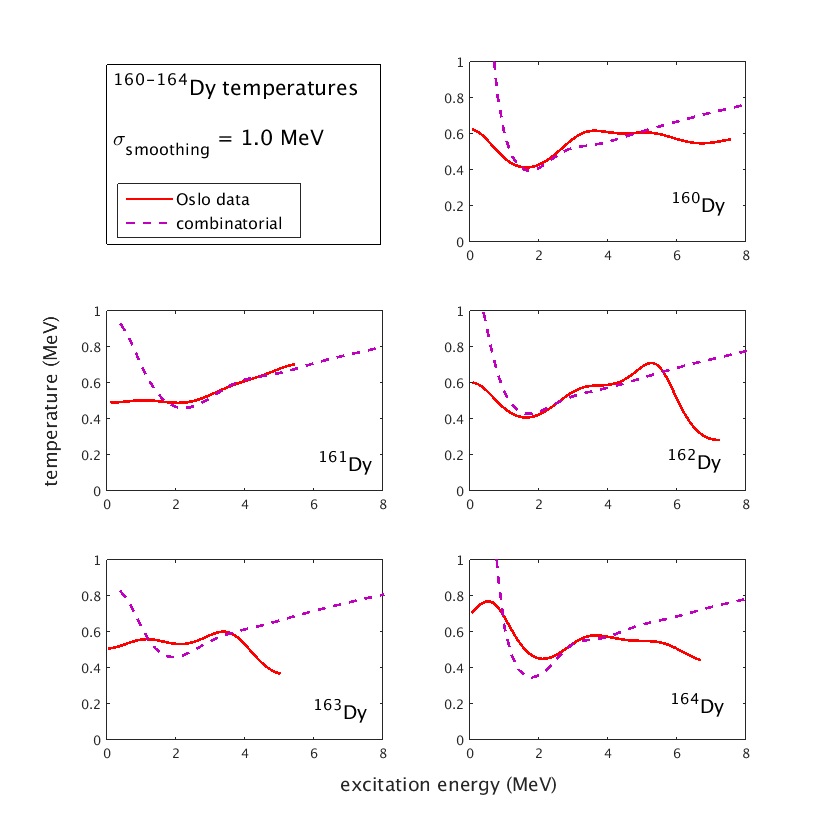 ¹⁶⁰⁻¹⁶⁴Dy temperatures
σsmoothing = 1.0 MeV
Oslo data
combinatorial
1
0.8
0.6
0.4
0.2
0
0 2 4 6 8
¹⁶⁰Dy
temperature (MeV)
1
0.8
0.6
0.4
0.2
0
0 2 4 6 8
¹⁶¹Dy
1
0.8
0.6
0.4
0.2
0
0 2 4 6 8
¹⁶²Dy
1
0.8
0.6
0.4
0.2
0
0 2 4 6 8
¹⁶³Dy
1
0.8
0.6
0.4
0.2
0
0 2 4 6 8
¹⁶⁴Dy
excitation energy (MeV)